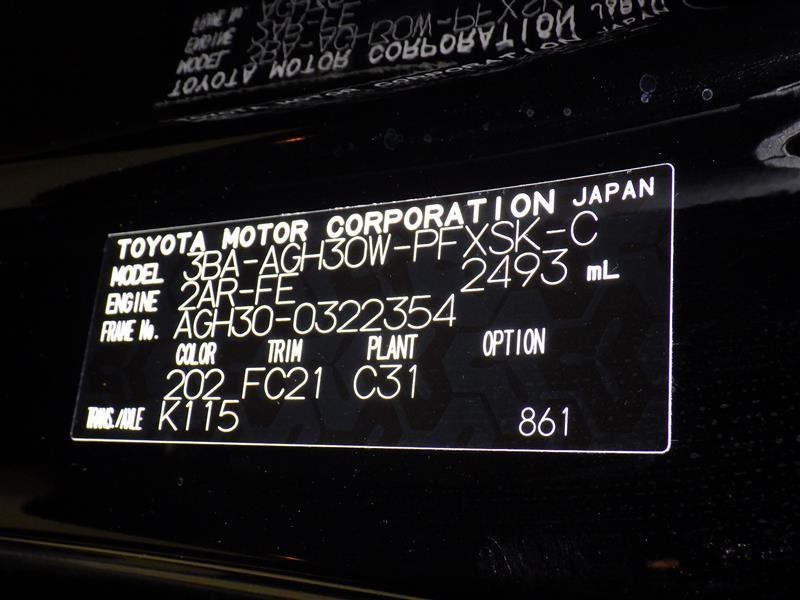 TOYOTA MOTOR CORPORATION JAPAN
MODEL 3BA-AGH30W-PFXSK-C
ENGINE 2AR-FE 2493 mL
FRAME No. AGH30-0322354
COLOR TRIM PLANT OPTION
202 FC21 C31
TRANS./AXLE K115 861